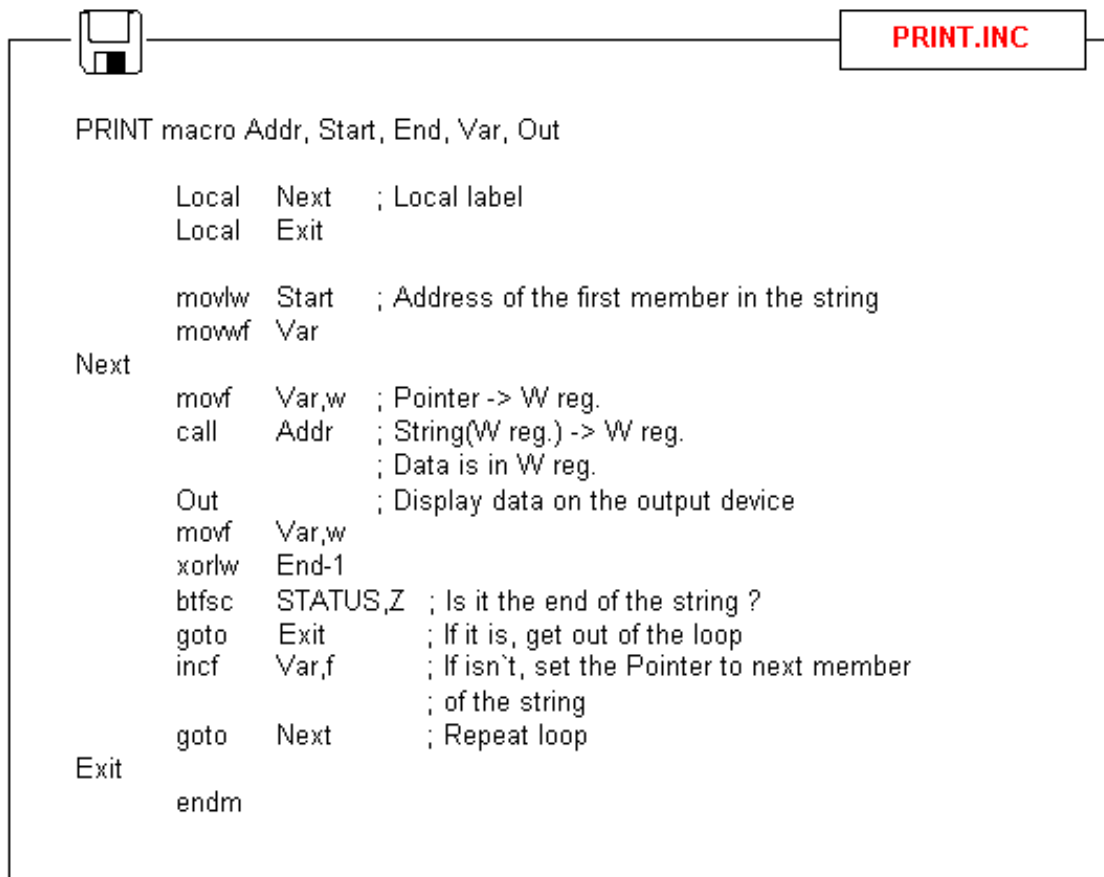 PRINT.INC
PRINT macro Addr, Start, End, Var, Out
Local Next ; Local label
Local Exit
movlw Start ; Address of the first member in the string
movwf Var
Next
movf Var,w ; Pointer -> W reg.
call Addr ; String(W reg.) -> W reg.
; Data is in W reg.
Out ; Display data on the output device
movf Var,w
xorlw End-1
btfsc STATUS,Z ; Is it the end of the string ?
goto Exit ; If it is, get out of the loop
incf Var,f ; If isn`t, set the Pointer to next member
; of the string
goto Next ; Repeat loop
Exit
endm